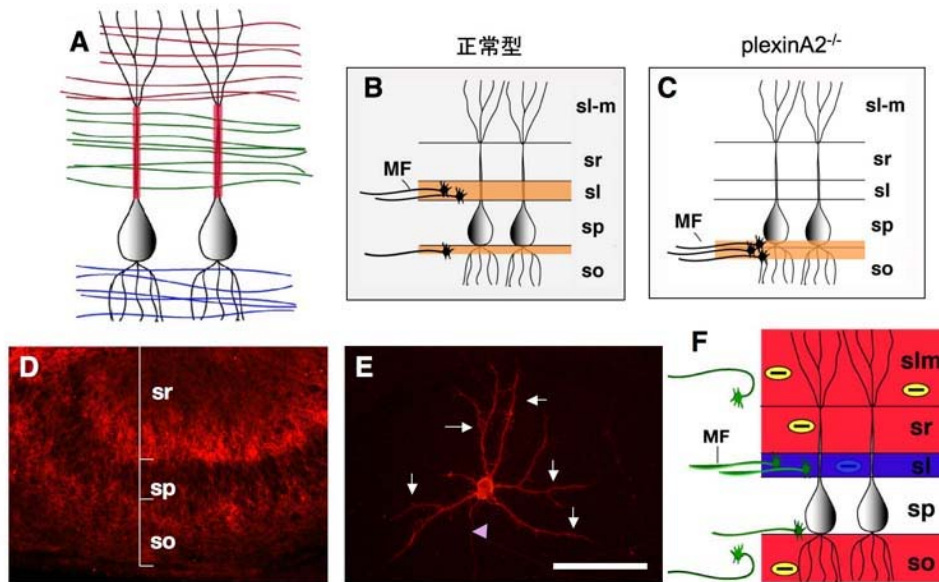 正常型
plexinA2-/-
A
B
sl-m
sr
MF
sl
sp
so
C
sl-m
sr
sl
MF
sp
so
D
sr
sp
so
E
F
slm
sr
MF
sl
sp
so